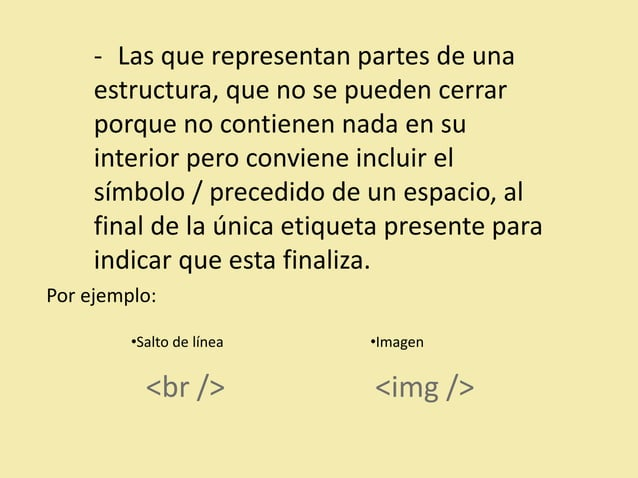 - Las que representan partes de una
estructura, que no se pueden cerrar
porque no contienen nada en su
interior pero conviene incluir el
símbolo / precedido de un espacio, al
final de la única etiqueta presente para
indicar que esta finaliza.
Por ejemplo:
•Salto de línea
•Imagen
<br />
<img />